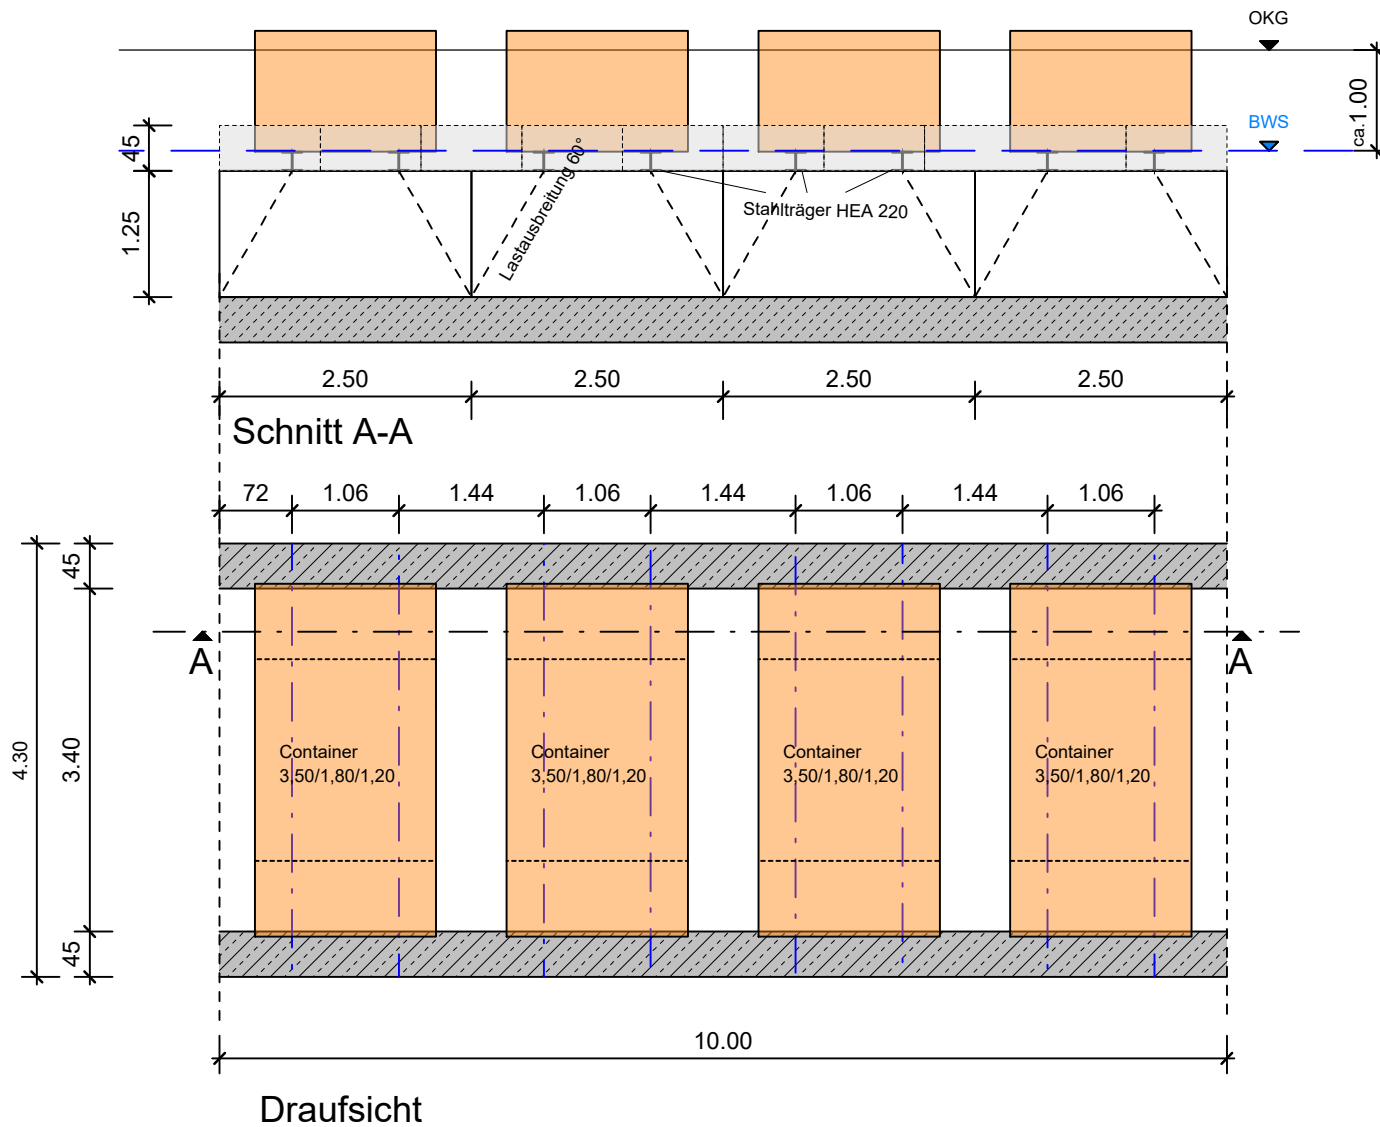 OKG
ca.1.00
BWS
45
1.25
Lastausbreitung 60°
Stahlträger HEA 220
2.50
2.50
2.50
2.50
Schnitt A-A
72
1.06
1.44
1.06
1.44
1.06
1.44
1.06
45
3.40
45
4.30
A
A
Container
3,50/1,80/1,20
Container
3,50/1,80/1,20
Container
3,50/1,80/1,20
Container
3,50/1,80/1,20
10.00
Draufsicht